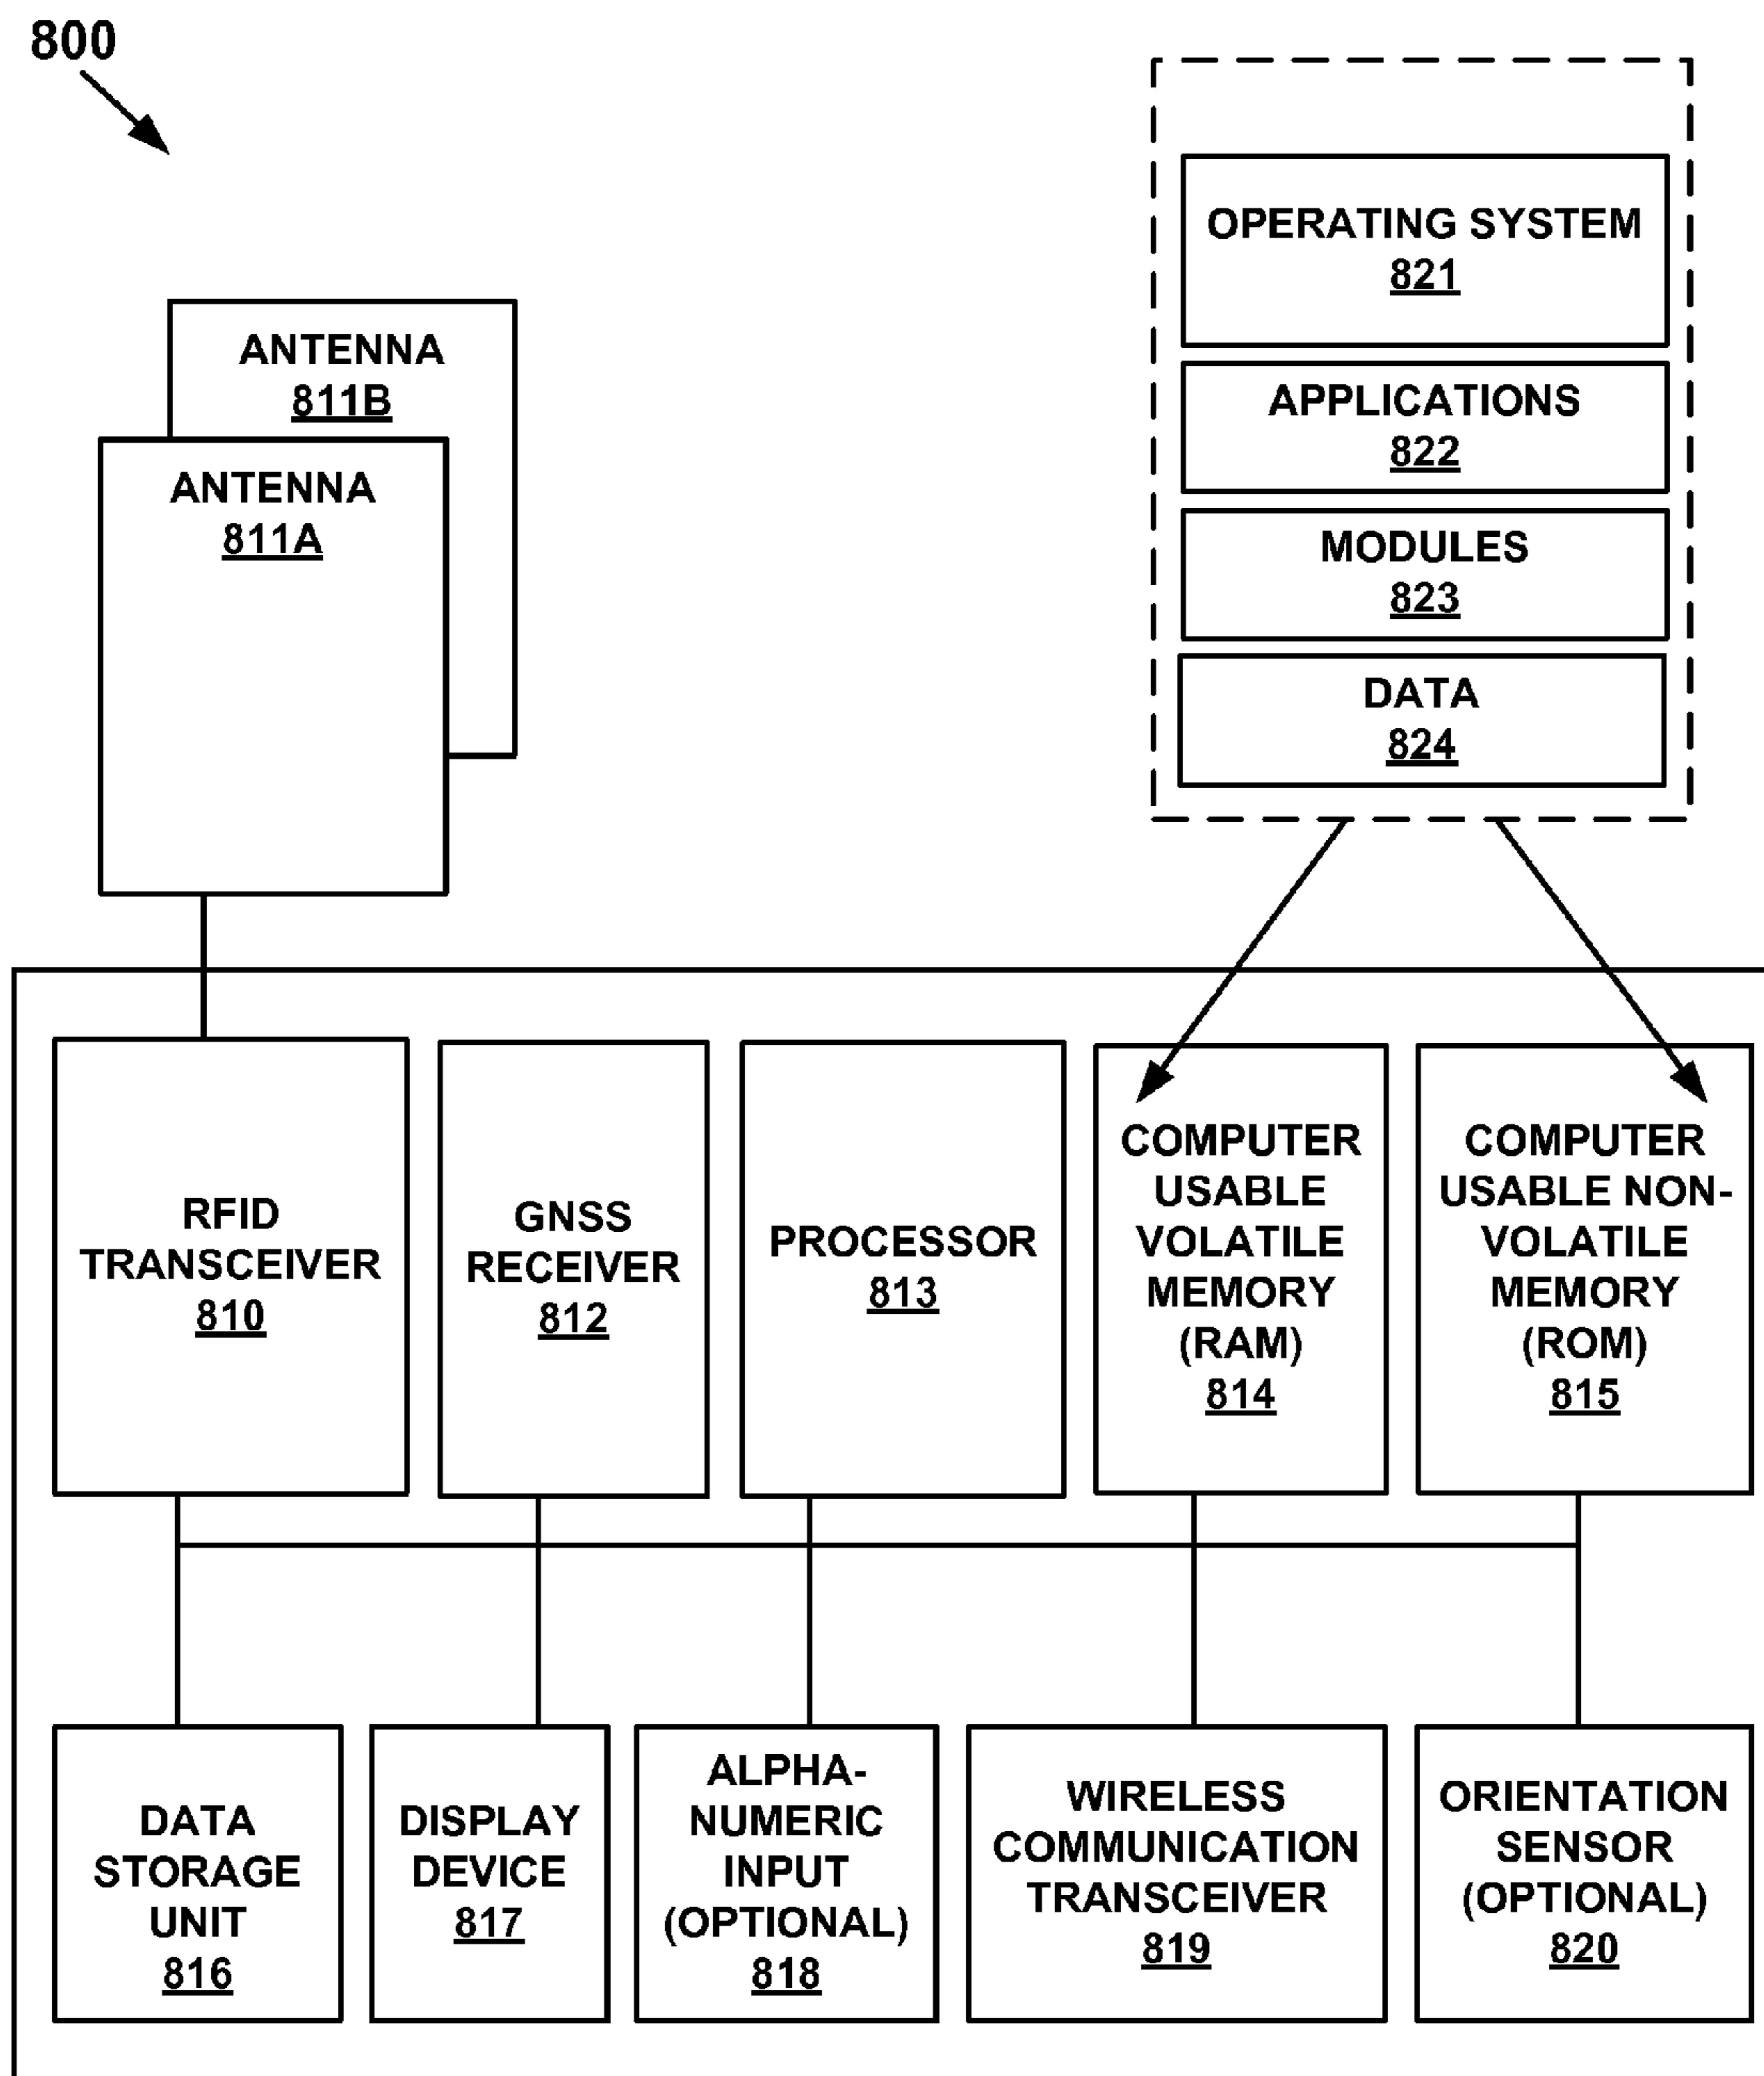 800
OPERATING SYSTEM
821
APPLICATIONS
822
MODULES
823
DATA
824
ANTENNA
811B
ANTENNA
811A
RFID
TRANSCEIVER
810
GNSS
RECEIVER
812
PROCESSOR
813
COMPUTER
USABLE
VOLATILE
MEMORY
(RAM)
814
COMPUTER
USABLE NON-
VOLATILE
MEMORY
(ROM)
815
DATA
STORAGE
UNIT
816
DISPLAY
DEVICE
817
ALPHA-
NUMERIC
INPUT
(OPTIONAL)
818
WIRELESS
COMMUNICATION
TRANSCEIVER
819
ORIENTATION
SENSOR
(OPTIONAL)
820